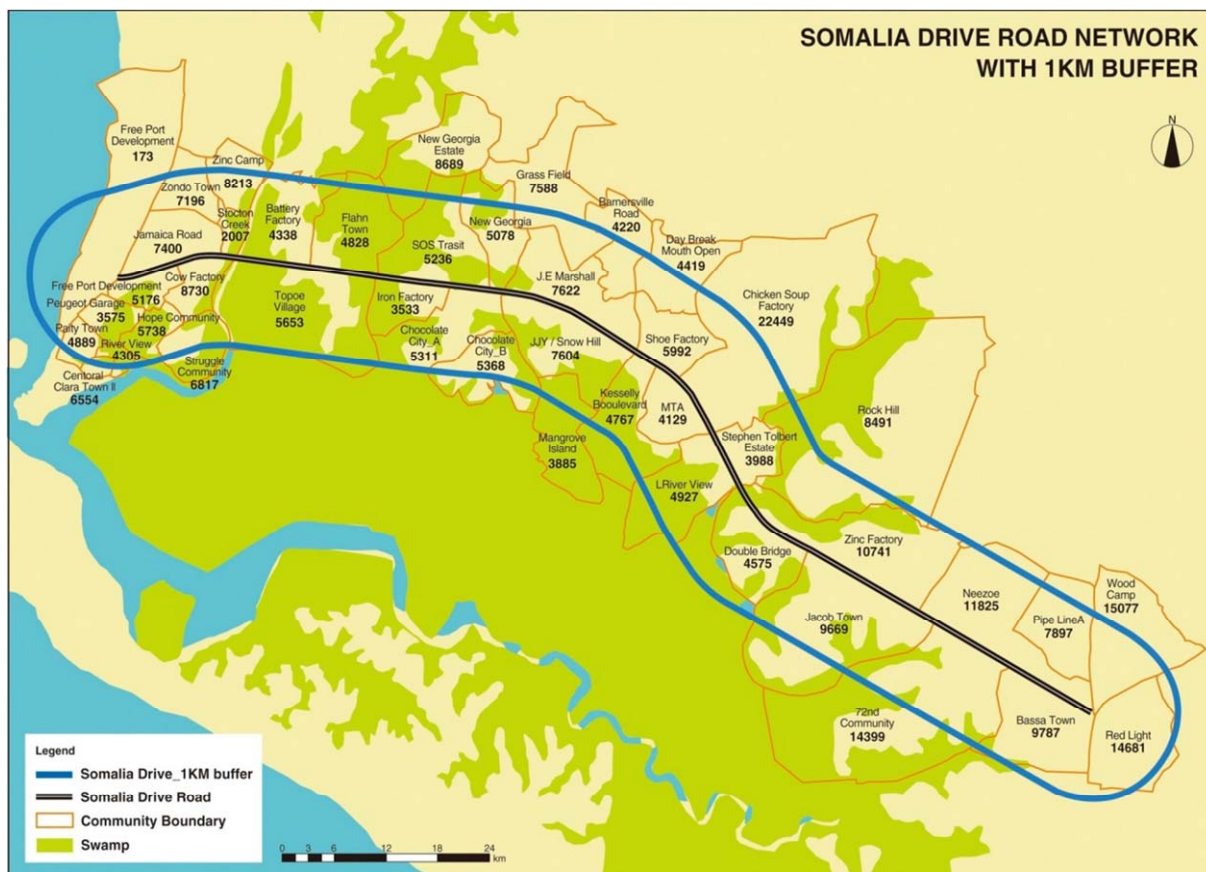 SOMALIA DRIVE ROAD NETWORK
WITH 1KM BUFFER
N
Free Port
Development
173
Zinc Camp
8213
Zondo Town
7196
Stocton
Creek
2007
Battery
Factory
4338
Flahn
Town
4828
New Georgia
Estate
8689
Grass Field
7588
New Georgia
5078
Barnersville
Road
4220
Day Break
Mouth Open
4419
Jamaica Road
7400
SOS Trasit
5236
J.E Marshall
7622
Chicken Soup
Factory
22449
Cow Factory
8730
Free Port Development
5176
Peugeot Garage
3575
Hope Community
5738
Palty Town
4889
River View
4305
Centoral
Clara Town ll
6554
Struggle
Community
6817
Topoe
Village
5653
Iron Factory
3533
Chocolate
City_A
5311
Chocolate
City_B
5368
JJY / Snow Hill
7604
Shoe Factory
5992
Kesselly
Booulevard
4767
MTA
4129
Rock Hill
8491
Mangrove
Island
3885
Stephen Tolbert
Estate
3988
LRiver View
4927
Double Bridge
4575
Zinc Factory
10741
Jacob Town
9669
Neezoe
11825
Pipe LineA
7897
Wood
Camp
15077
72nd
Community
14399
Bassa Town
9787
Red Light
14681
Legend
Somalia Drive_1KM buffer
Somalia Drive Road
Community Boundary
Swamp
0 3 6 12 18 24
km